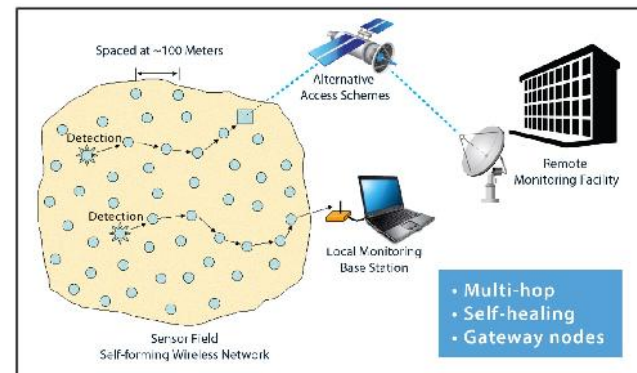 Spaced at ~100 Meters
Alternative
Access Schemes
Detection
Remote
Monitoring Facility
Detection
Local Monitoring
Base Station
Sensor Field
Self-forming Wireless Network
• Multi-hop
• Self-healing
• Gateway nodes